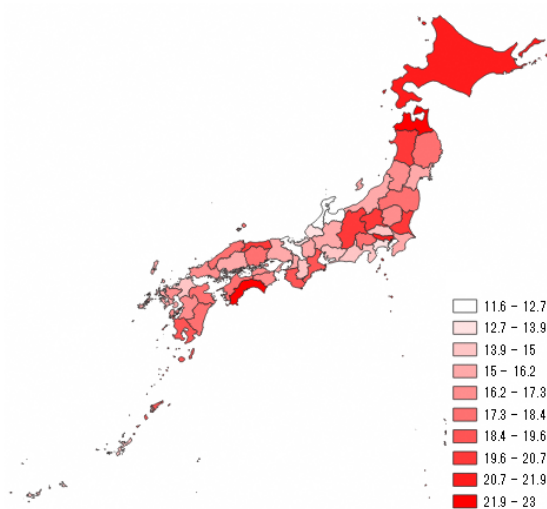 11.6 – 12.7
12.7 – 13.9
13.9 – 15
15 – 16.2
16.2 – 17.3
17.3 – 18.4
18.4 – 19.6
19.6 – 20.7
20.7 – 21.9
21.9 – 23